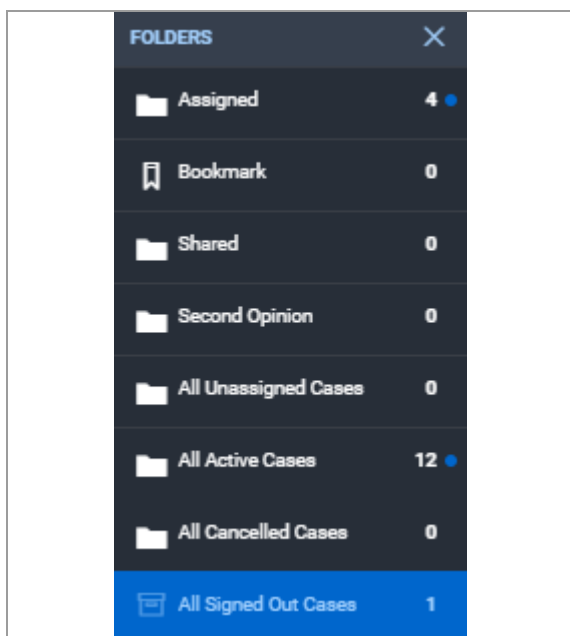 FOLDERS
Assigned 4
Bookmark 0
Shared 0
Second Opinion 0
All Unassigned Cases 0
All Active Cases 12
All Cancelled Cases 0
All Signed Out Cases 1